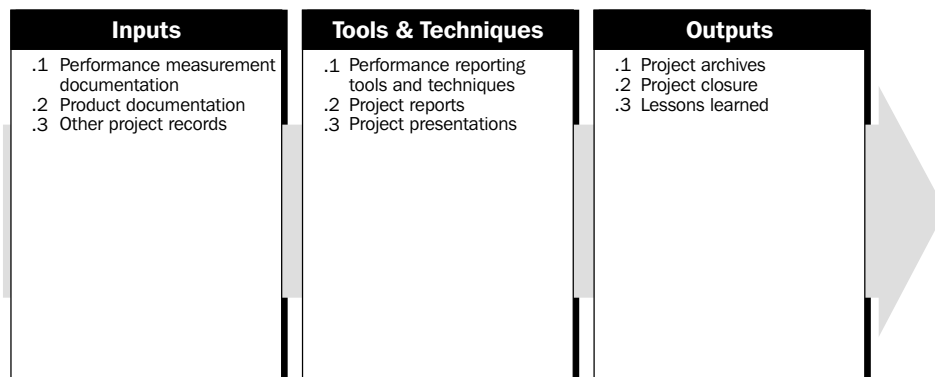 Inputs
.1 Performance measurement
documentation
.2 Product documentation
.3 Other project records
Tools & Techniques
.1 Performance reporting
tools and techniques
.2 Project reports
.3 Project presentations
Outputs
.1 Project archives
.2 Project closure
.3 Lessons learned